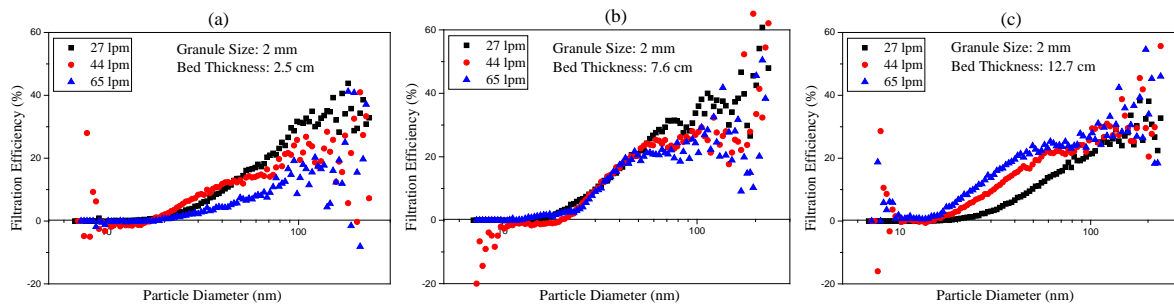 (a)
60
40
20
0
-20
10
100
27 lpm
44 lpm
65 lpm
Granule Size: 2 mm
Bed Thickness: 2.5 cm
Filtration Efficiency (%)
Particle Diameter (nm)
(b)
60
40
20
0
-20
10
100
27 lpm
44 lpm
65 lpm
Granule Size: 2 mm
Bed Thickness: 7.6 cm
Filtration Efficiency (%)
Particle Diameter (nm)
(c)
60
40
20
0
-20
10
100
27 lpm
44 lpm
65 lpm
Granule Size: 2 mm
Bed Thickness: 12.7 cm
Filtration Efficiency (%)
Particle Diameter (nm)